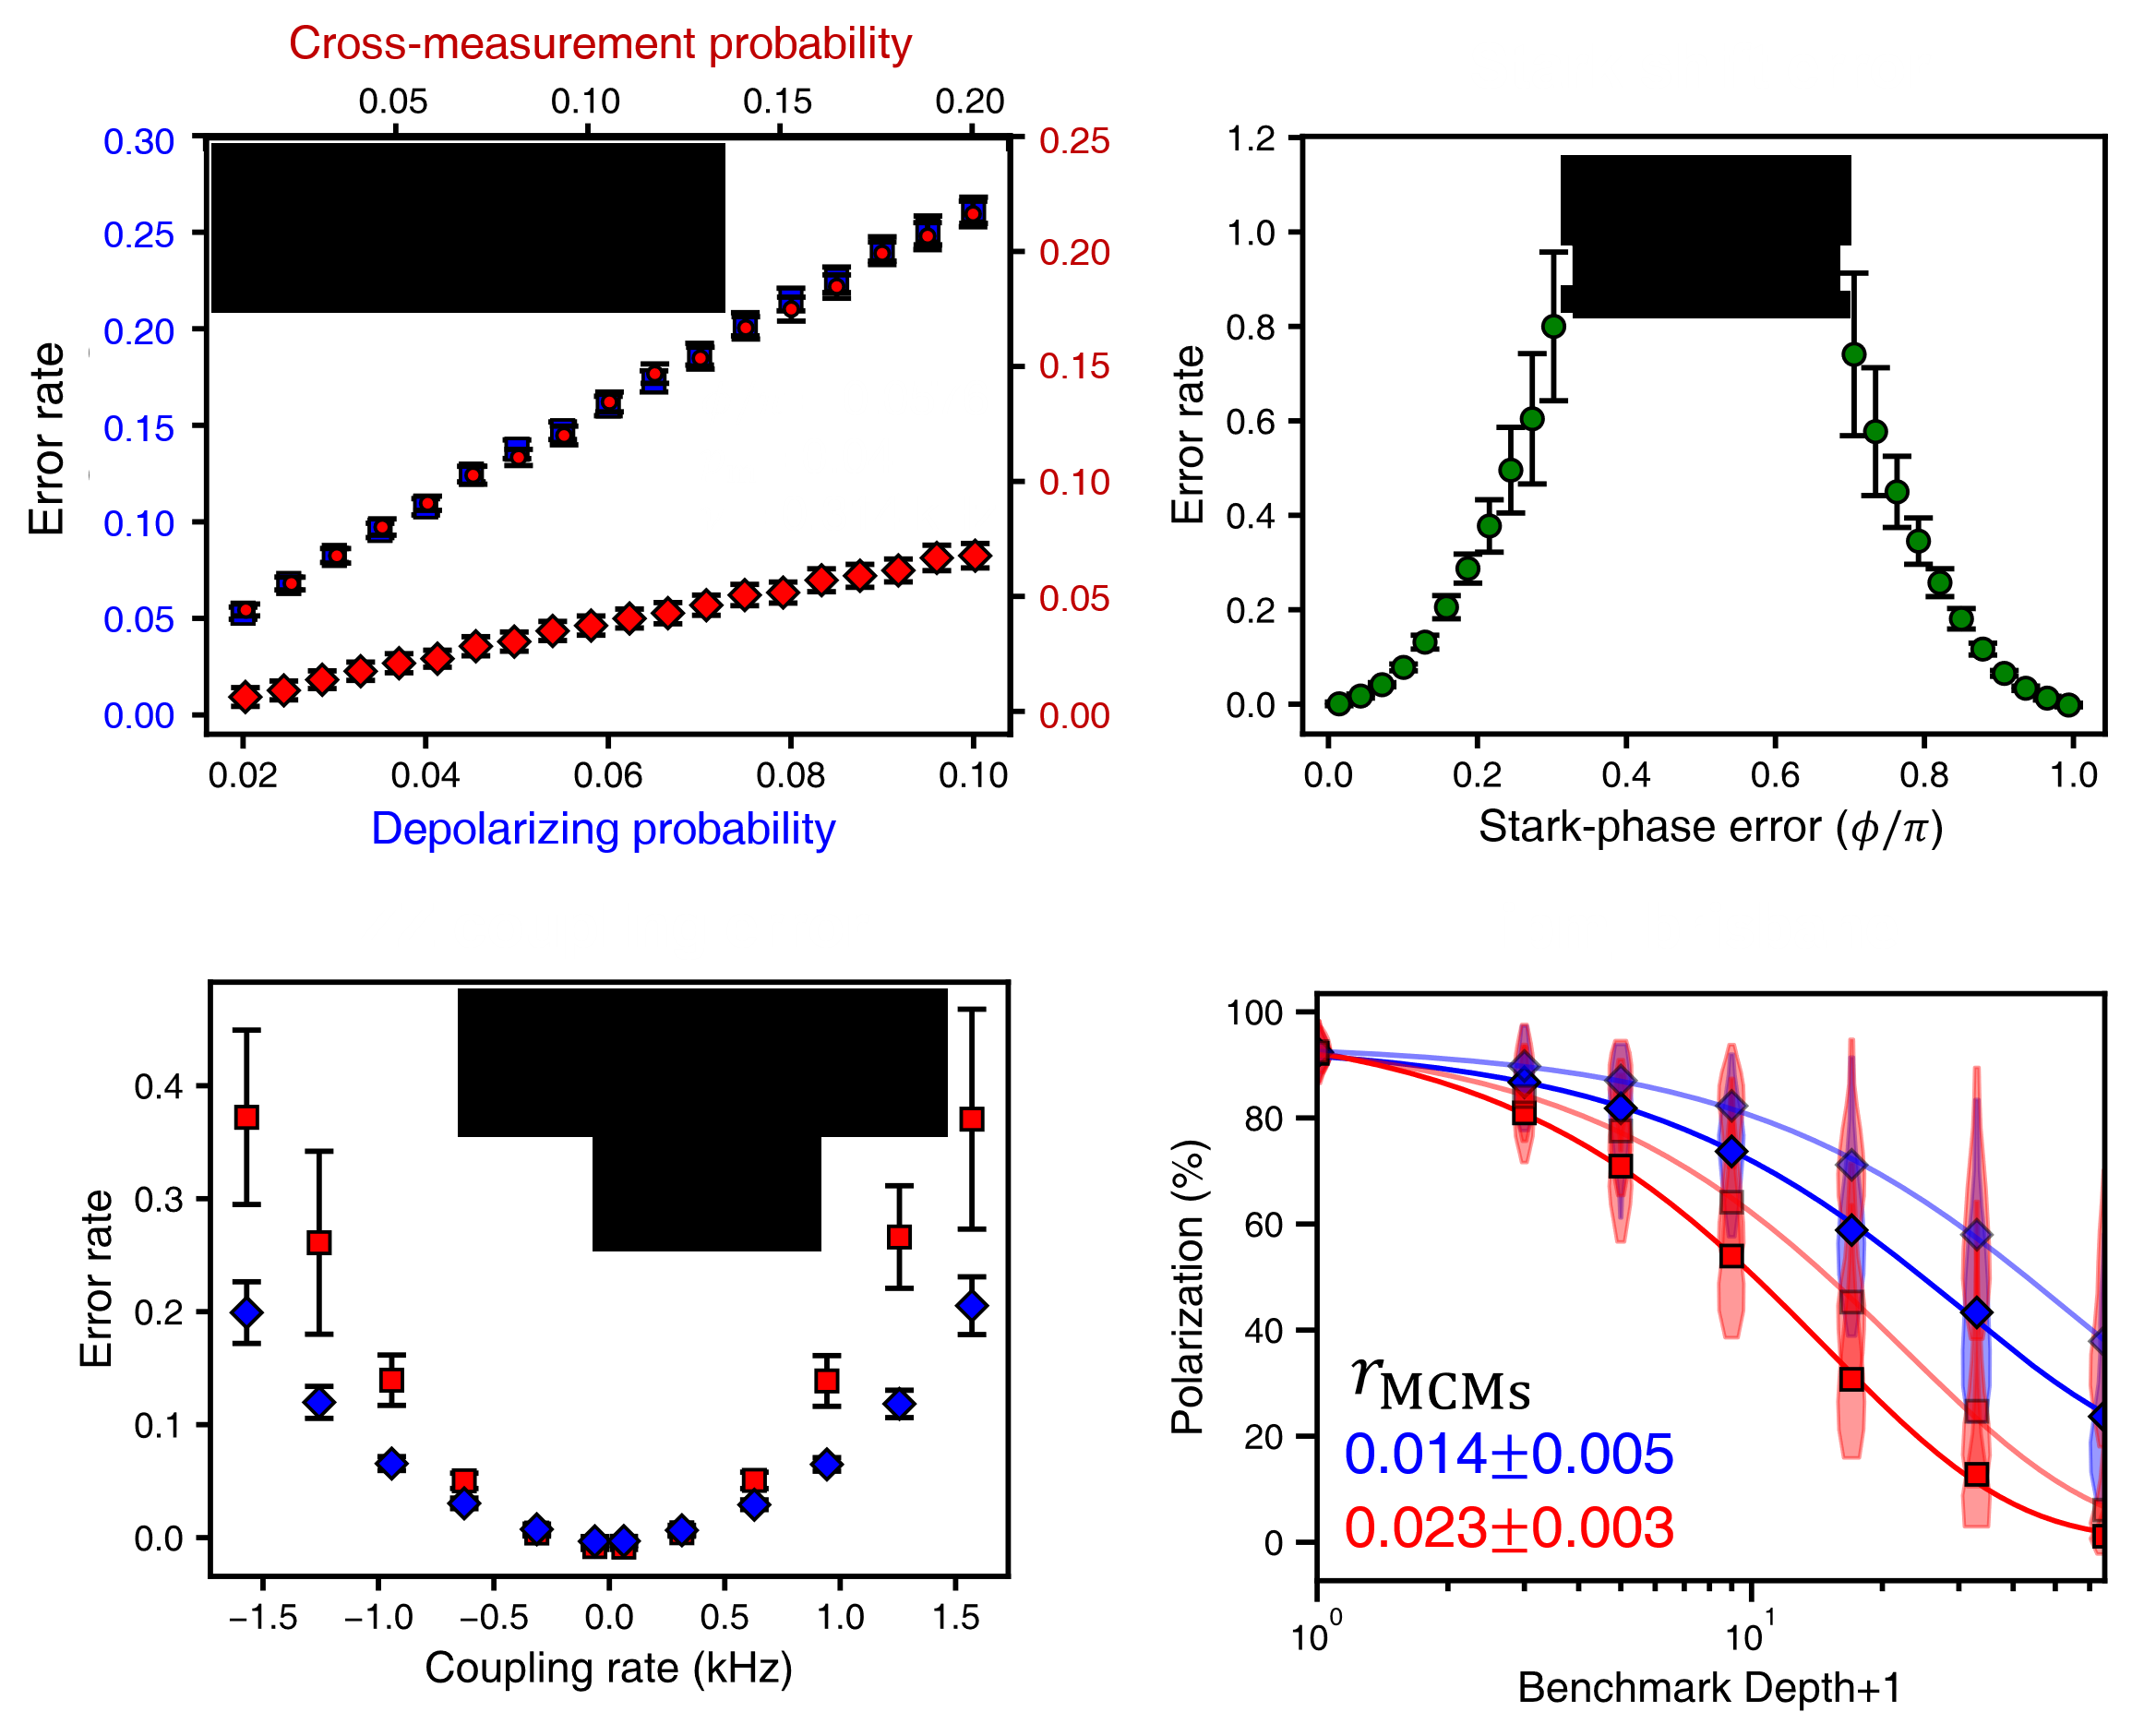 Cross-measurement probability
0.05 0.10 0.15 0.20
0.30
0.25
0.20
0.15
0.10
0.05
0.00
Error rate
0.25
0.20
0.15
0.10
0.05
0.00
0.02 0.04 0.06 0.08 0.10
Depolarizing probability
1.2
1.0
0.8
0.6
0.4
0.2
0.0
Error rate
0.0 0.2 0.4 0.6 0.8 1.0
Stark-phase error (ϕ/π)
0.4
0.3
0.2
0.1
0.0
Error rate
−1.5 −1.0 −0.5 0.0 0.5 1.0 1.5
Coupling rate (kHz)
100
80
60
40
20
0
Polarization (%)
r_MCMs
0.014±0.005
0.023±0.003
10^0 10^1
Benchmark Depth+1